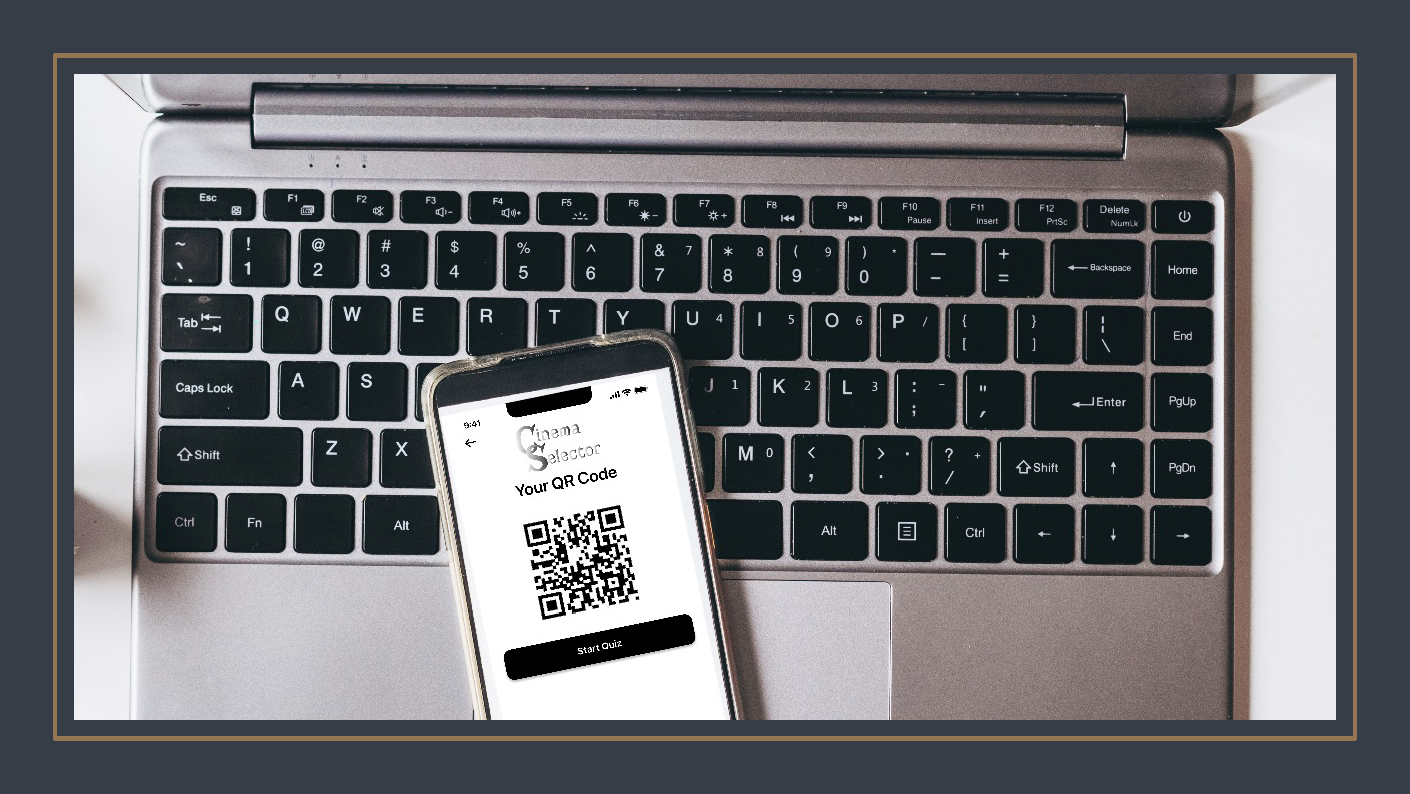 Esc F1 F2 F3 F4 F5 F6 F7 F8 F9 F10 Pause F11 Insert F12 PrtSc Delete NumLk
~ ` ! 1 @ 2 # 3 $ 4 % 5 ^ 6 & 7 7 * 8 8 ( 9 9 ) 0 * — - + = Backspace Home
Tab Q W E R T Y U 4 I 5 O 6 P / { [ } ] ¦ \ End
Caps Lock A S J 1 K 2 L 3 : ; - " , Enter PgUp
Shift Z X M 0 < , > . . ? / + Shift PgDn
Ctrl Fn Alt Alt Ctrl
9:41
Cinema
Selector
Your QR Code
Start Quiz